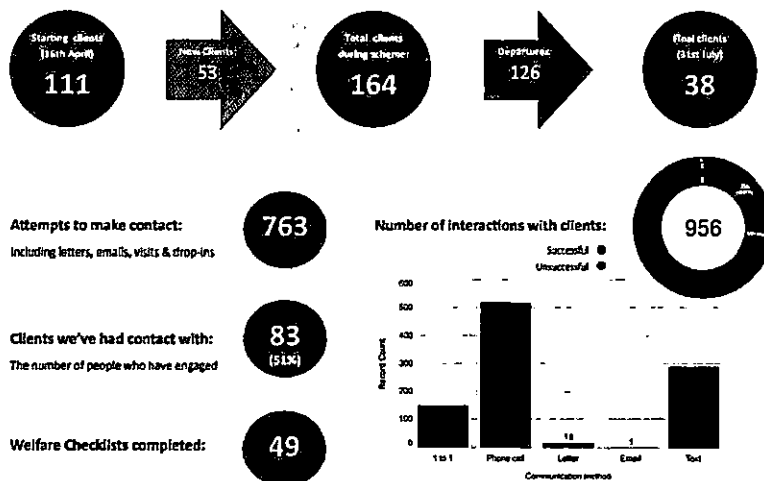 Starting clients
(16th April)
111
New Clients
53
Total clients
during scheme:
164
Departures:
126
Final clients
(31st July)
38
Attempts to make contact:
Including letters, emails, visits & drop-ins
763
Number of interactions with clients:
956
Successful
Unsuccessful
Clients we've had contact with:
The number of people who have engaged
83
(51%)
Welfare Checklists completed:
49
Record Count
600
500
400
300
200
100
0
1 to 1
Phone call
Letter
Email
Text
Communication method